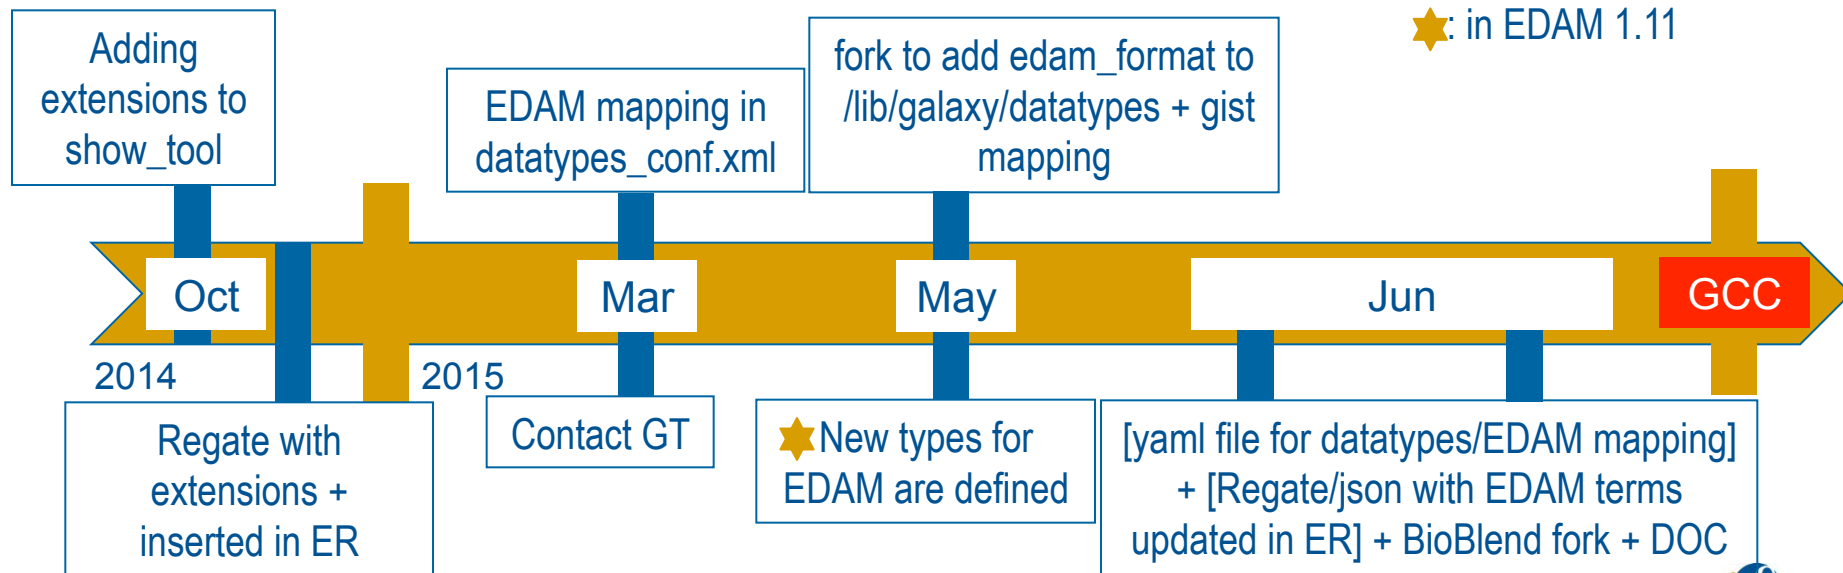 Adding
extensions to
show_tool
EDAM mapping in
datatypes_conf.xml
fork to add edam_format to
/lib/galaxy/datatypes + gist
mapping
: in EDAM 1.11
Oct
Mar
May
Jun
GCC
2014
2015
Regate with
extensions +
inserted in ER
Contact GT
New types for
EDAM are defined
[yaml file for datatypes/EDAM mapping]
+ [Regate/json with EDAM terms
updated in ER] + BioBlend fork + DOC